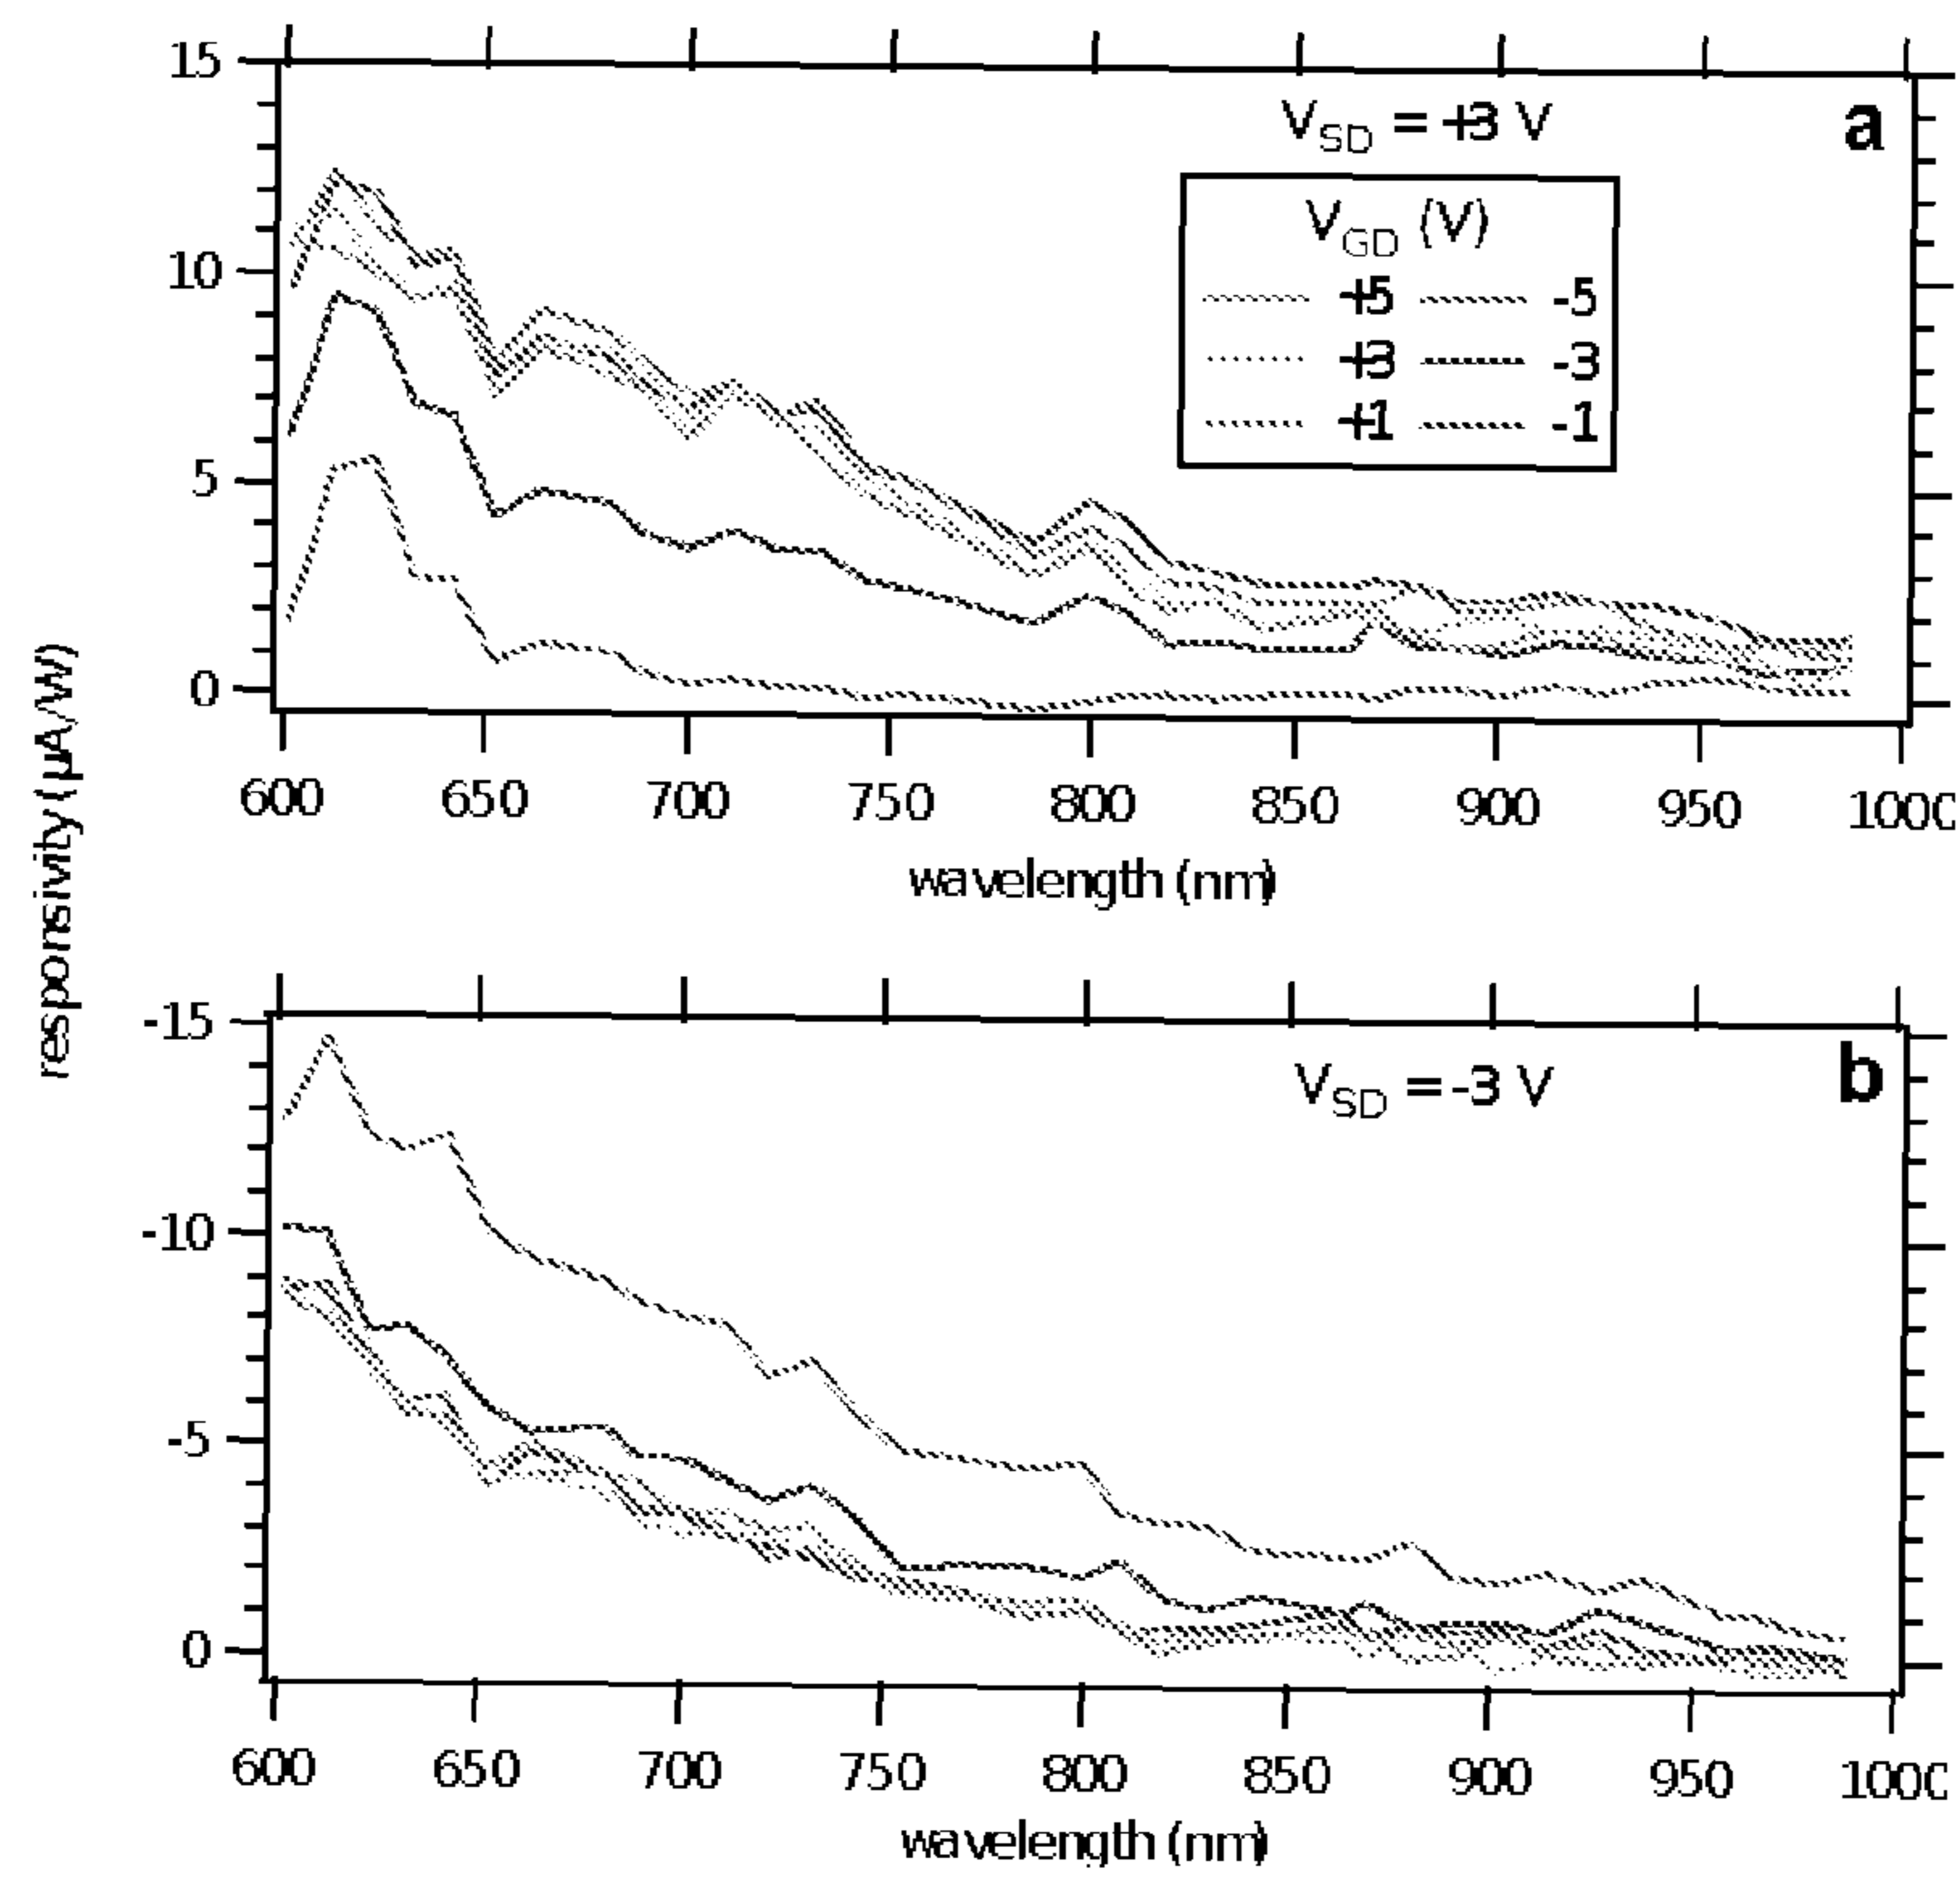 15
V_SD = +3 V
a
V_GD (V)
10
+5 -5
+3 -3
+1 -1
5
0
600 650 700 750 800 850 900 950 1000
wavelength (nm)
responsivity (µA/W)
-15
V_SD = -3 V
b
-10
-5
0
600 650 700 750 800 850 900 950 1000
wavelength (nm)